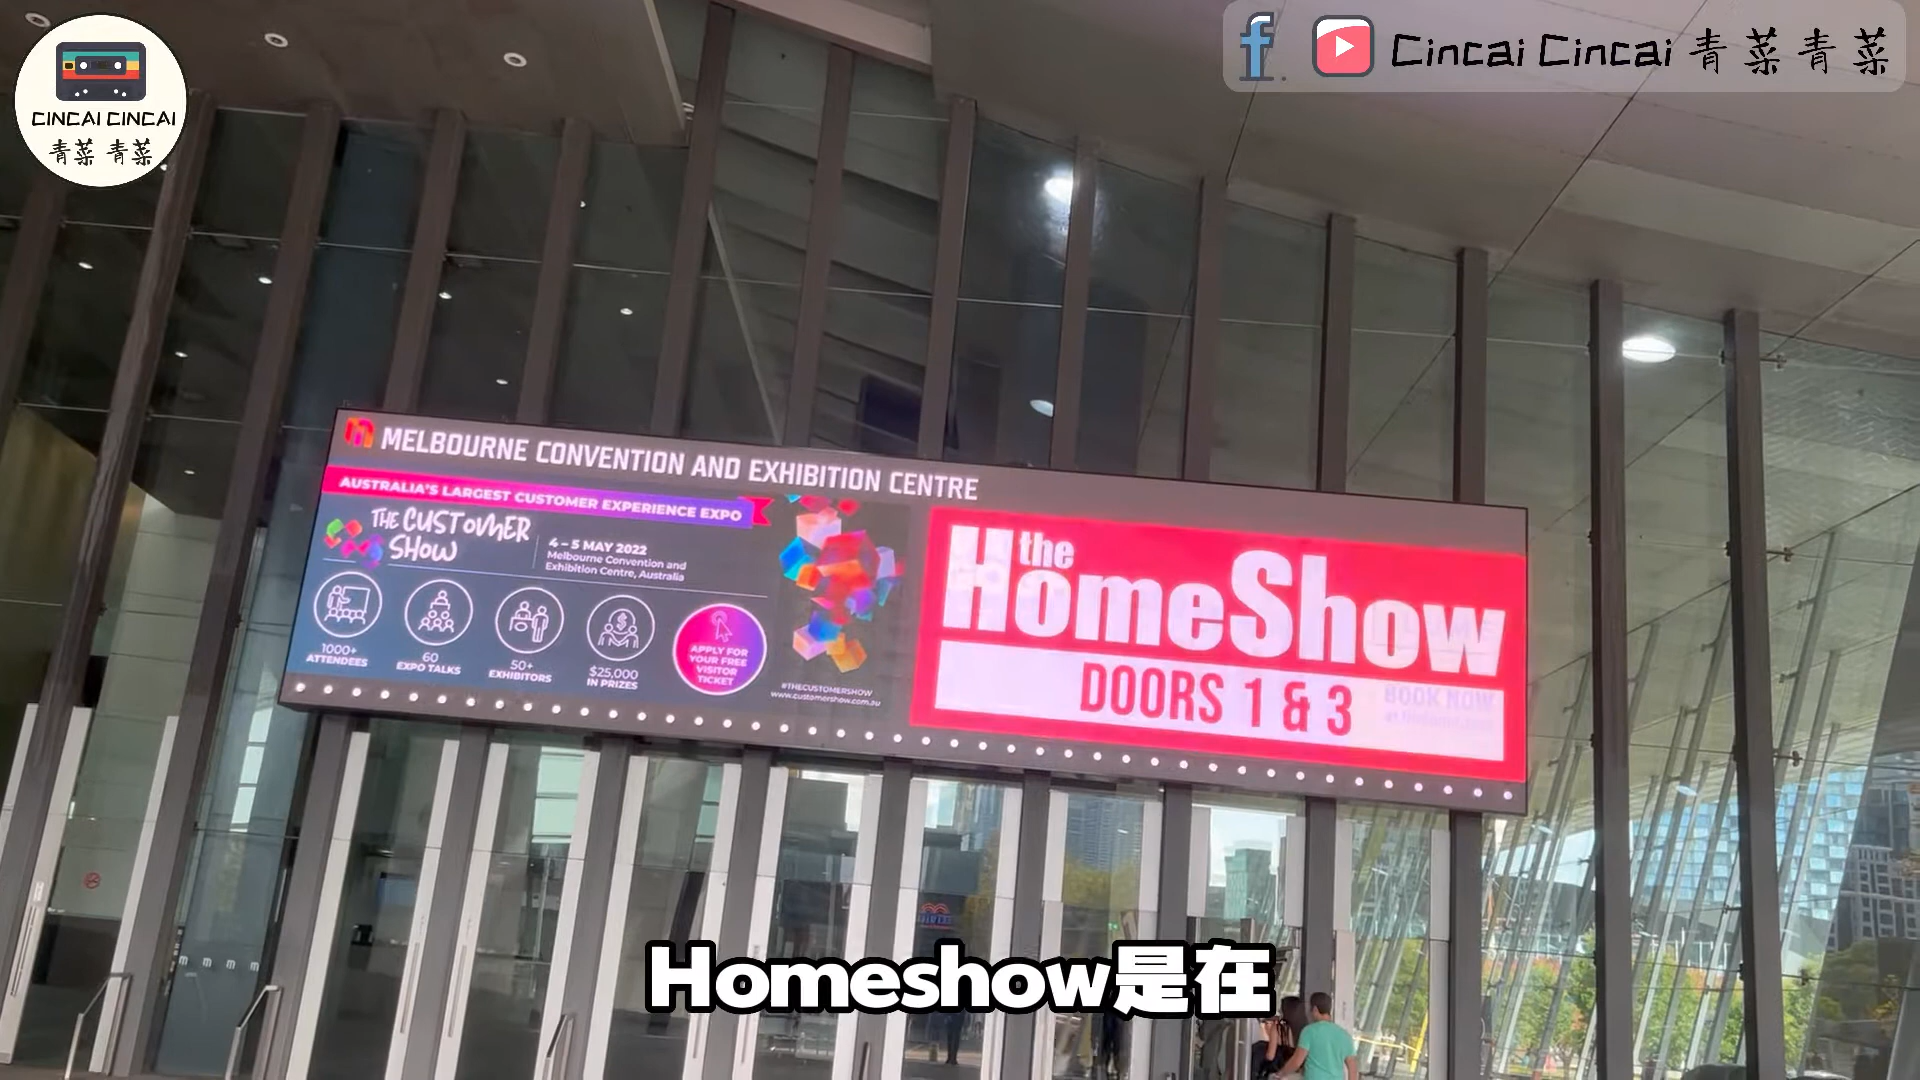 CINCAI CINCAI
青菜 青菜
Cincai Cincai 青菜青菜
MELBOURNE CONVENTION AND EXHIBITION CENTRE
AUSTRALIA'S LARGEST CUSTOMER EXPERIENCE EXPO
THE CUSTOMER
SHOW
4 – 5 MAY 2022
Melbourne Convention and
Exhibition Centre, Australia
1000+
ATTENDEES
60
EXPO TALKS
50+
EXHIBITORS
$25,000
IN PRIZES
APPLY FOR
YOUR FREE
VISITOR
TICKET
#THECUSTOMERSHOW
www.customershow.com.au
the
HomeShow
DOORS 1 & 3
BOOK NOW
Homeshow是在